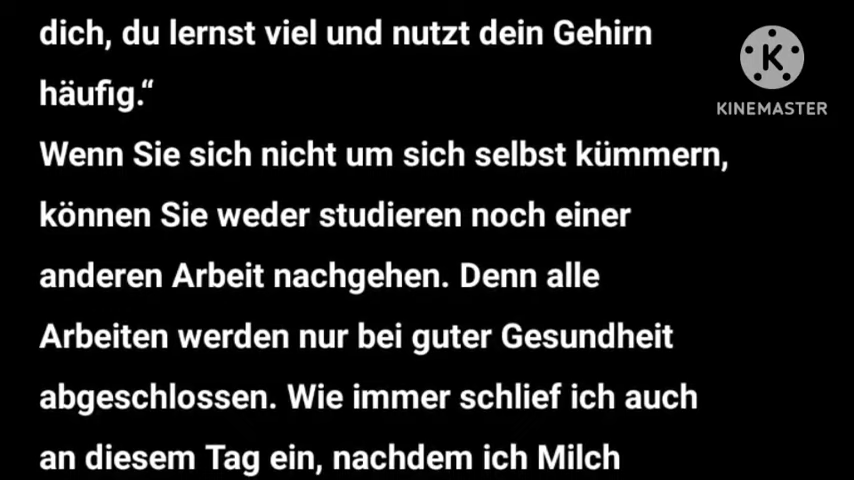 dich, du lernst viel und nutzt dein Gehirn
häufig.“
Wenn Sie sich nicht um sich selbst kümmern,
können Sie weder studieren noch einer
anderen Arbeit nachgehen. Denn alle
Arbeiten werden nur bei guter Gesundheit
abgeschlossen. Wie immer schlief ich auch
an diesem Tag ein, nachdem ich Milch
K
KINEMASTER